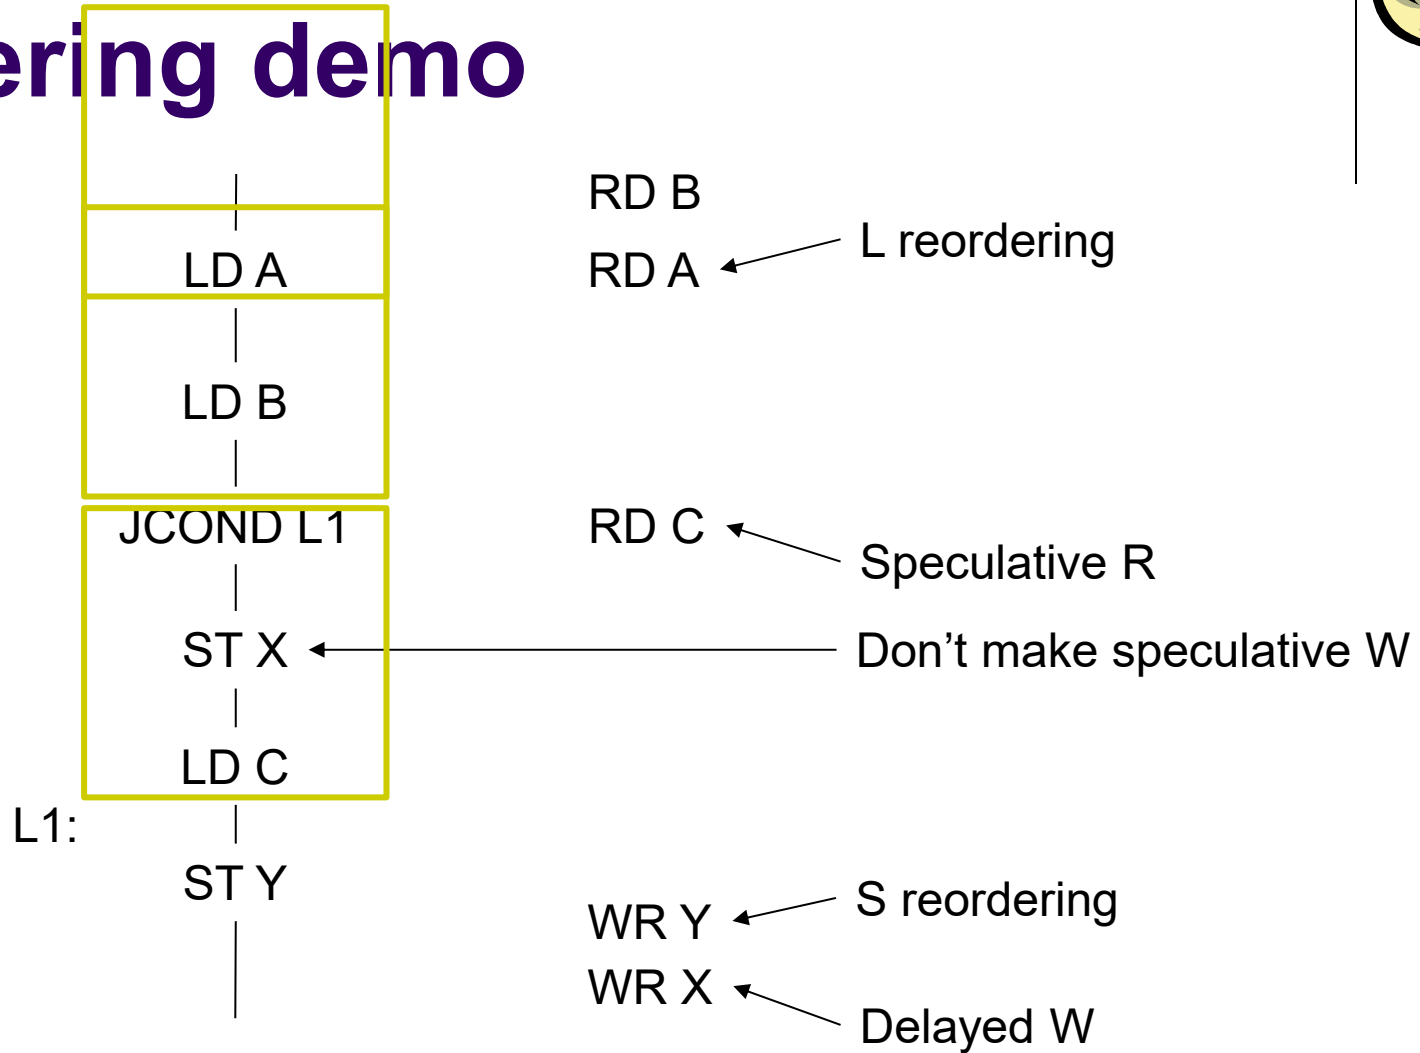 ering demo
RD B
L reordering
LD A
RD A
LD B
JCOND L1
RD C
Speculative R
ST X
Don’t make speculative W
LD C
L1:
ST Y
S reordering
WR Y
WR X
Delayed W